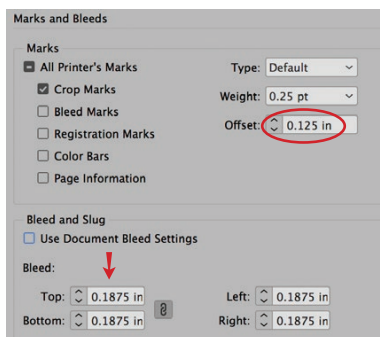 Marks and Bleeds
Marks
All Printer's Marks
Type: Default
Crop Marks
Weight: 0.25 pt
Bleed Marks
Offset: 0.125 in
Registration Marks
Color Bars
Page Information
Bleed and Slug
Use Document Bleed Settings
Bleed:
Top: 0.1875 in
Left: 0.1875 in
Bottom: 0.1875 in
Right: 0.1875 in